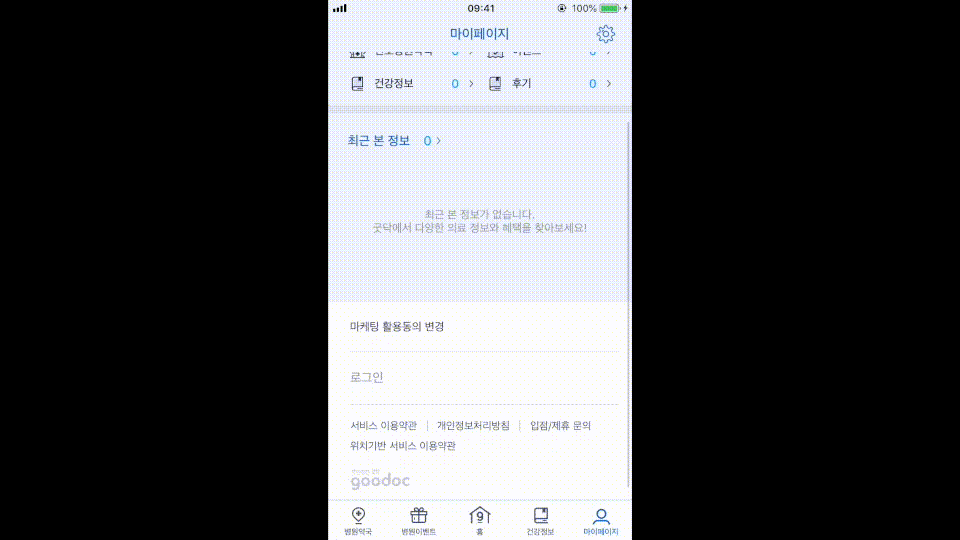 09:41 100%
마이페이지
0 0
건강정보 0 후기 0
최근 본 정보 0
최근 본 정보가 없습니다.
굿닥에서 다양한 의료 정보와 혜택을 찾아보세요!
마케팅 활용동의 변경
로그인
서비스 이용약관 개인정보처리방침 입점/제휴 문의
위치기반 서비스 이용약관
goodoc
병원약국 병원이벤트 홈 건강정보 마이페이지